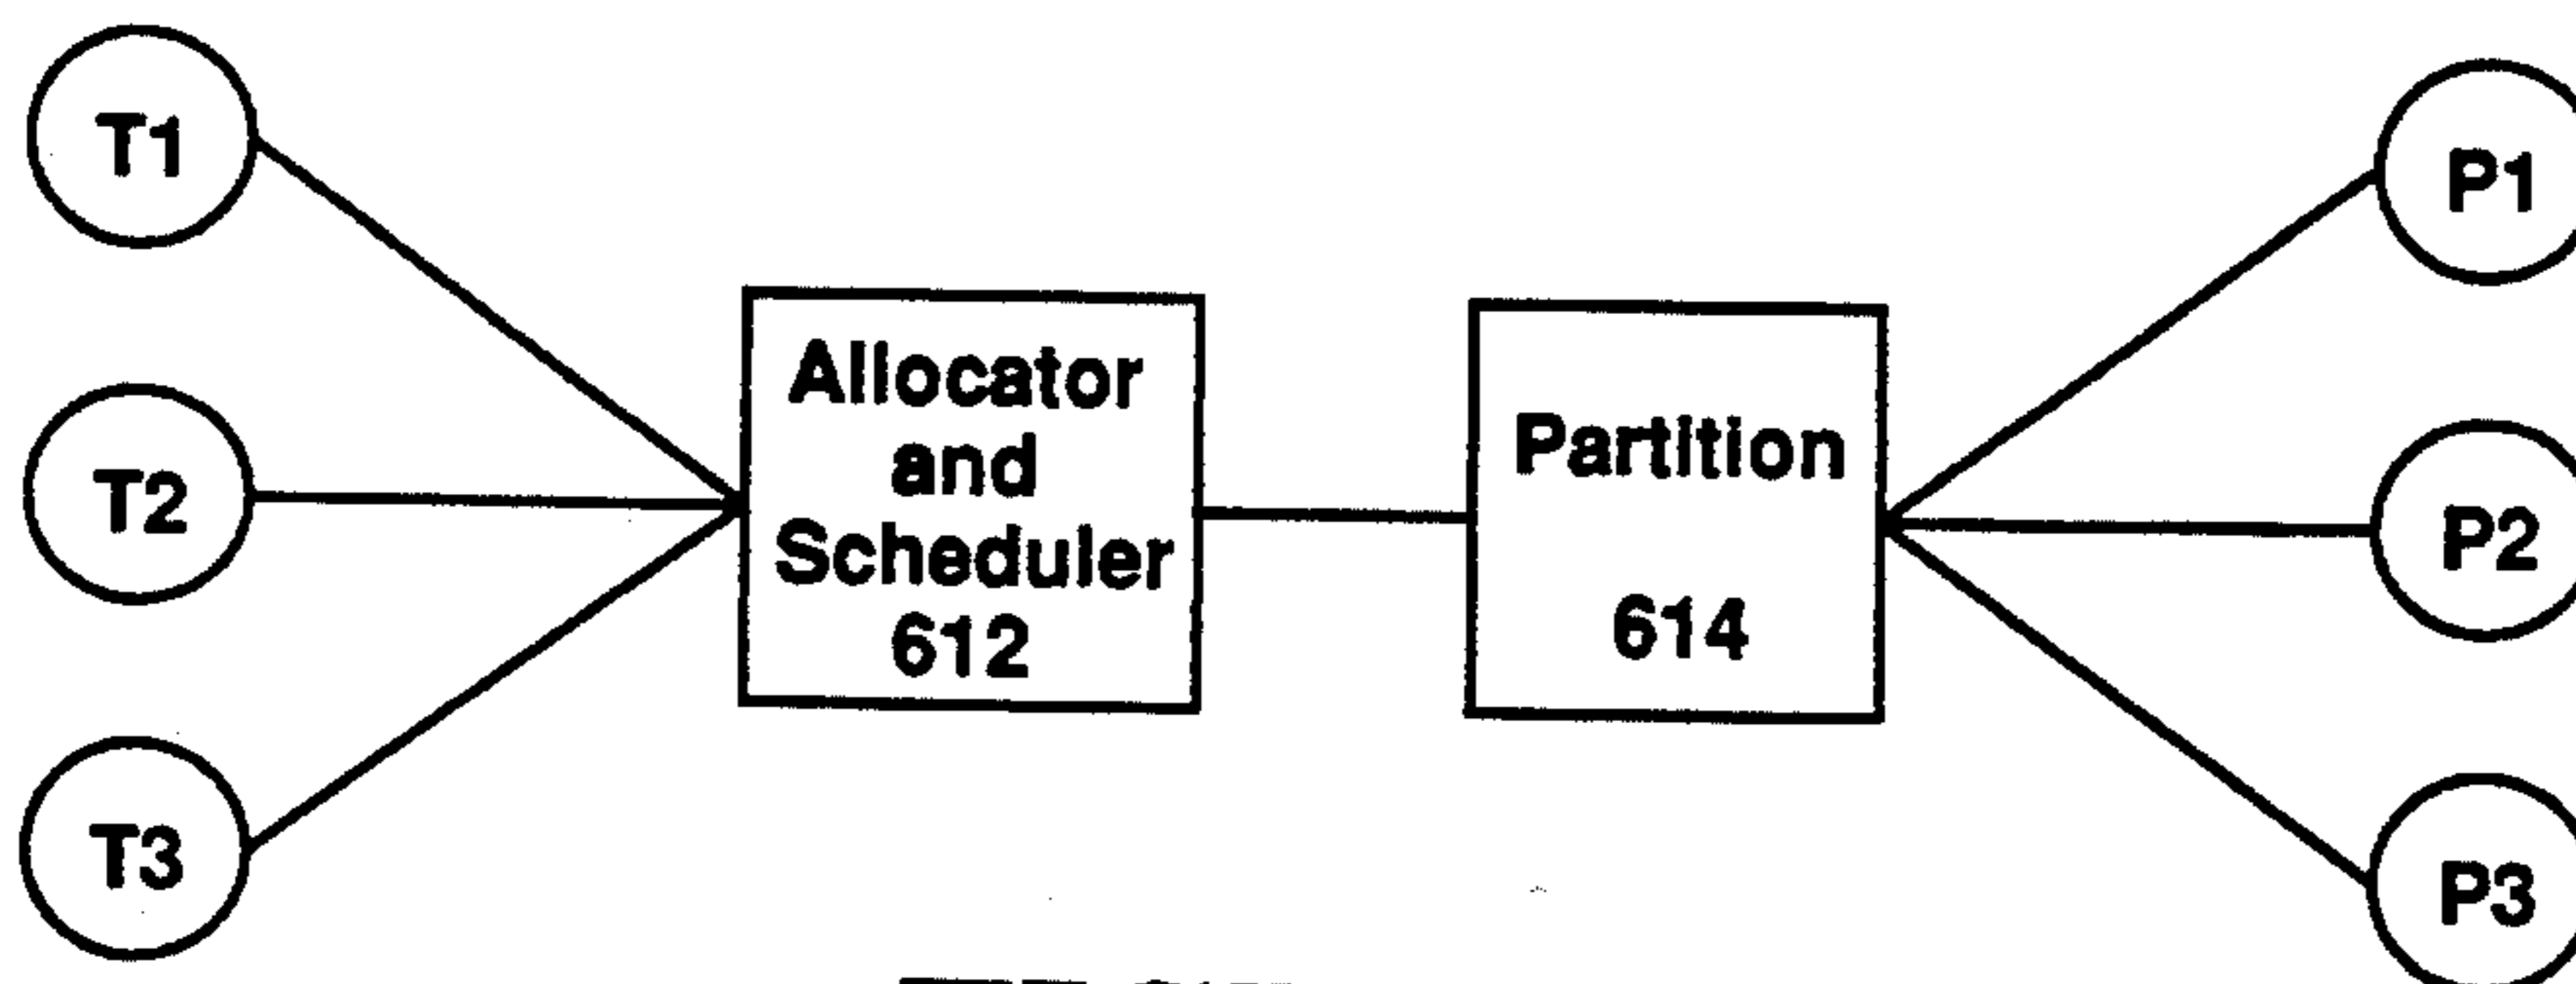 T1
T2
T3
Allocator
and
Scheduler
612
Partition
614
P1
P2
P3